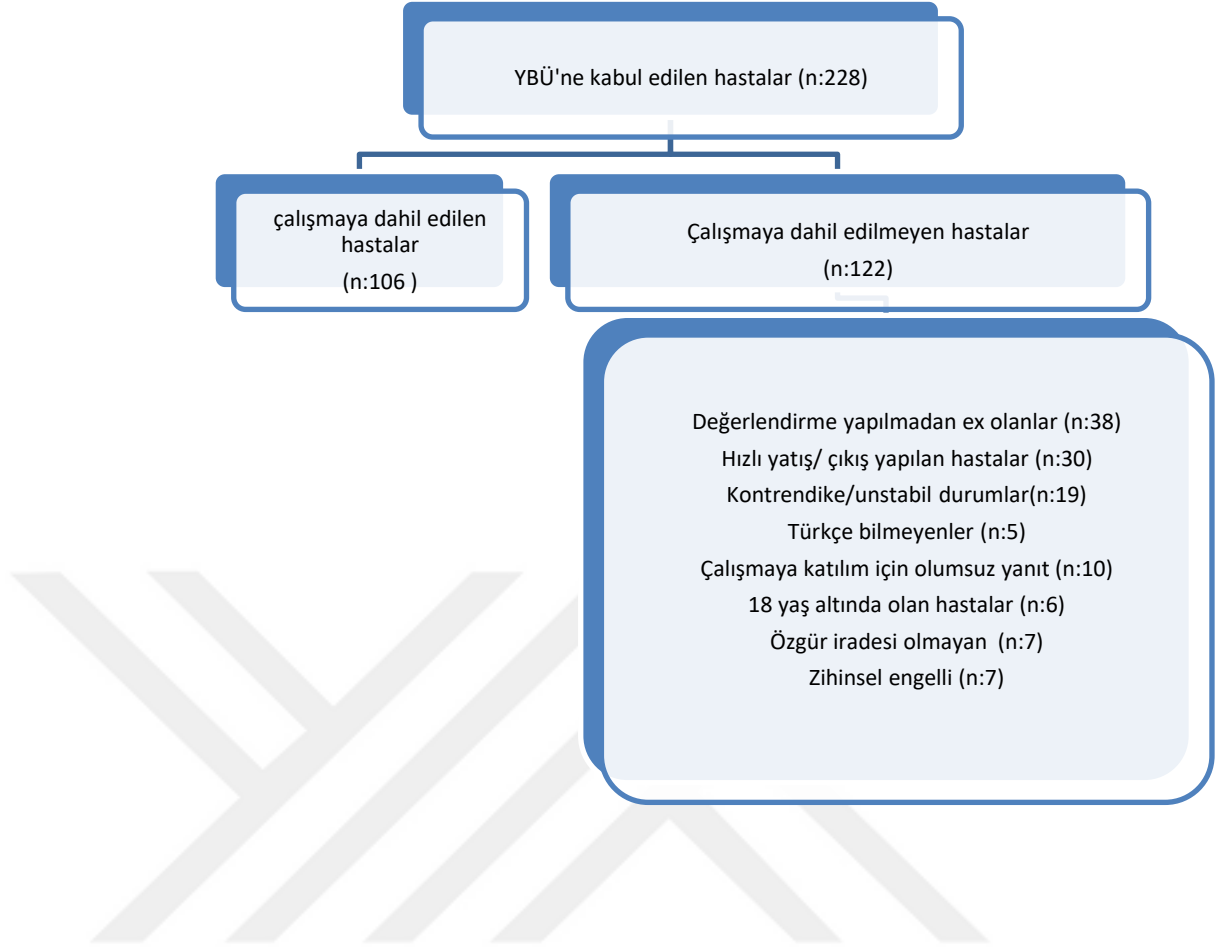 YBÜ'ne kabul edilen hastalar (n:228)
çalışmaya dahil edilen
hastalar
(n:106 )
Çalışmaya dahil edilmeyen hastalar
(n:122)
Değerlendirme yapılmadan ex olanlar (n:38)
Hızlı yatış/ çıkış yapılan hastalar (n:30)
Kontrendike/unstabil durumlar(n:19)
Türkçe bilmeyenler (n:5)
Çalışmaya katılım için olumsuz yanıt (n:10)
18 yaş altında olan hastalar (n:6)
Özgür iradesi olmayan  (n:7)
Zihinsel engelli (n:7)